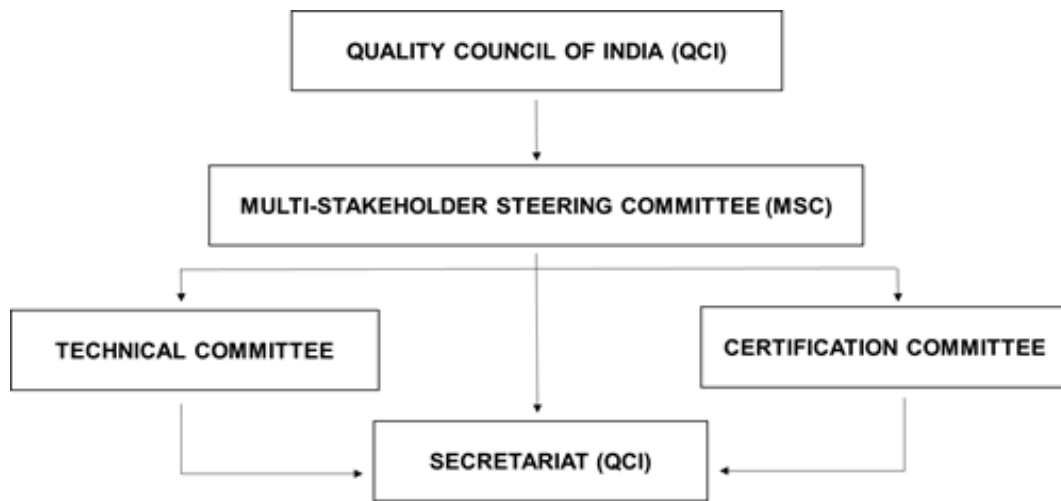 QUALITY COUNCIL OF INDIA (QCI)
MULTI-STAKEHOLDER STEERING COMMITTEE (MSC)
TECHNICAL COMMITTEE
CERTIFICATION COMMITTEE
SECRETARIAT (QCI)